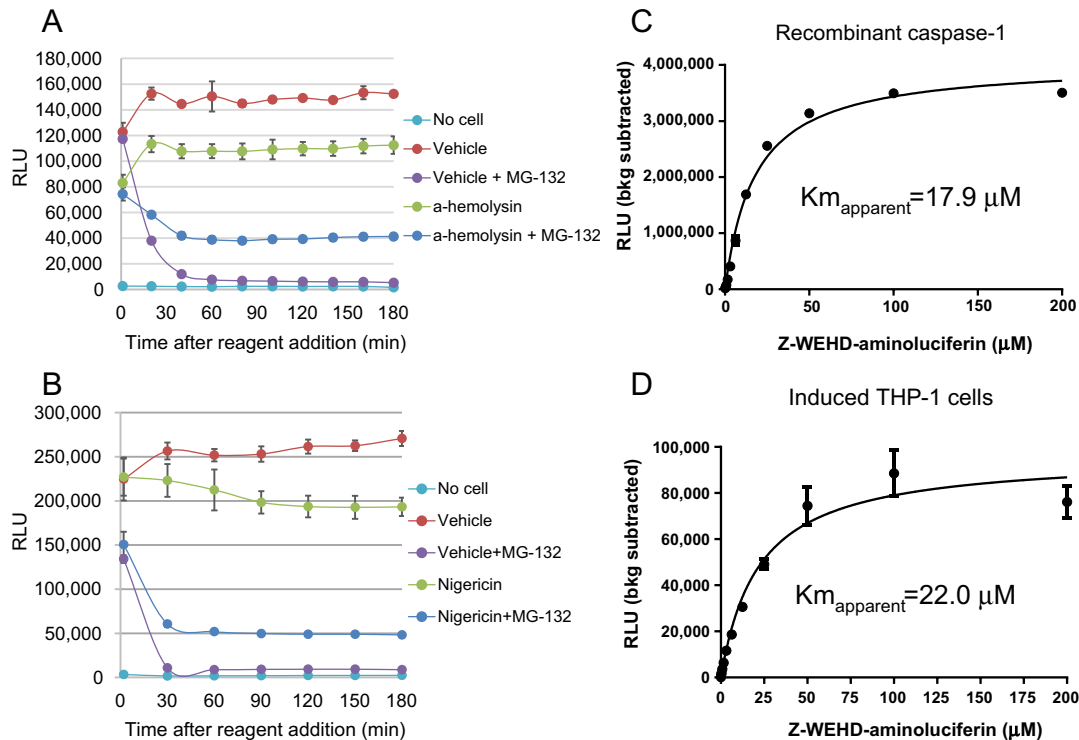 A
180,000
160,000
140,000
120,000
100,000
80,000
60,000
40,000
20,000
0
RLU
0 30 60 90 120 150 180
Time after reagent addition (min)
No cell
Vehicle
Vehicle + MG-132
a-hemolysin
a-hemolysin + MG-132
B
300,000
250,000
200,000
150,000
100,000
50,000
0
RLU
0 30 60 90 120 150 180
Time after reagent addition (min)
No cell
Vehicle
Vehicle+MG-132
Nigericin
Nigericin+MG-132
C
Recombinant caspase-1
4,000,000
3,000,000
2,000,000
1,000,000
0
RLU (bkg subtracted)
Kmapparent=17.9 μM
0 50 100 150 200
Z-WEHD-aminoluciferin (μM)
D
Induced THP-1 cells
100,000
80,000
60,000
40,000
20,000
0
RLU (bkg subtracted)
Kmapparent=22.0 μM
0 25 50 75 100 125 150 175 200
Z-WEHD-aminoluciferin (μM)